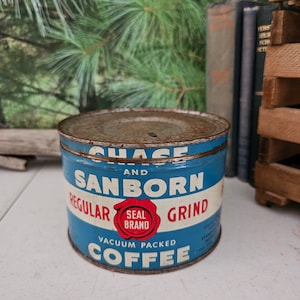 CHASE
AND
SANBORN
REGULAR SEAL BRAND GRIND
VACUUM PACKED
COFFEE